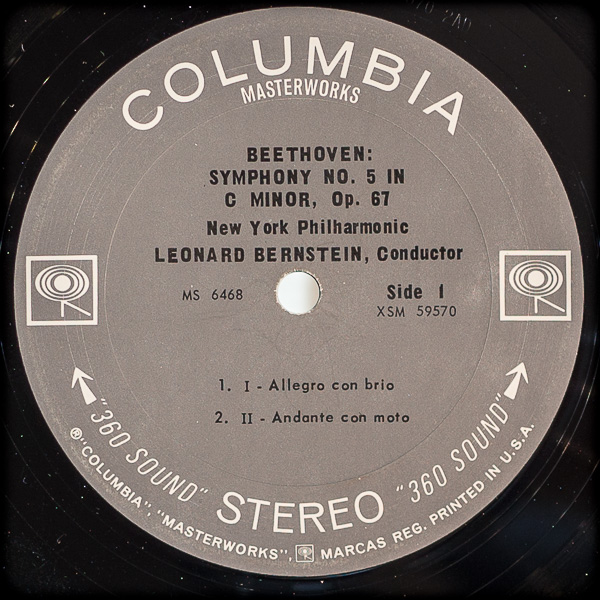 COLUMBIA
MASTERWORKS
BEETHOVEN:
SYMPHONY NO. 5 IN
C MINOR, Op. 67
New York Philharmonic
LEONARD BERNSTEIN, Conductor
MS 6468
Side 1
XSM 59570
1. I - Allegro con brio
2. II - Andante con moto
"360 SOUND" STEREO "360 SOUND"
® "COLUMBIA", "MASTERWORKS", MARCAS REG. PRINTED IN U.S.A.